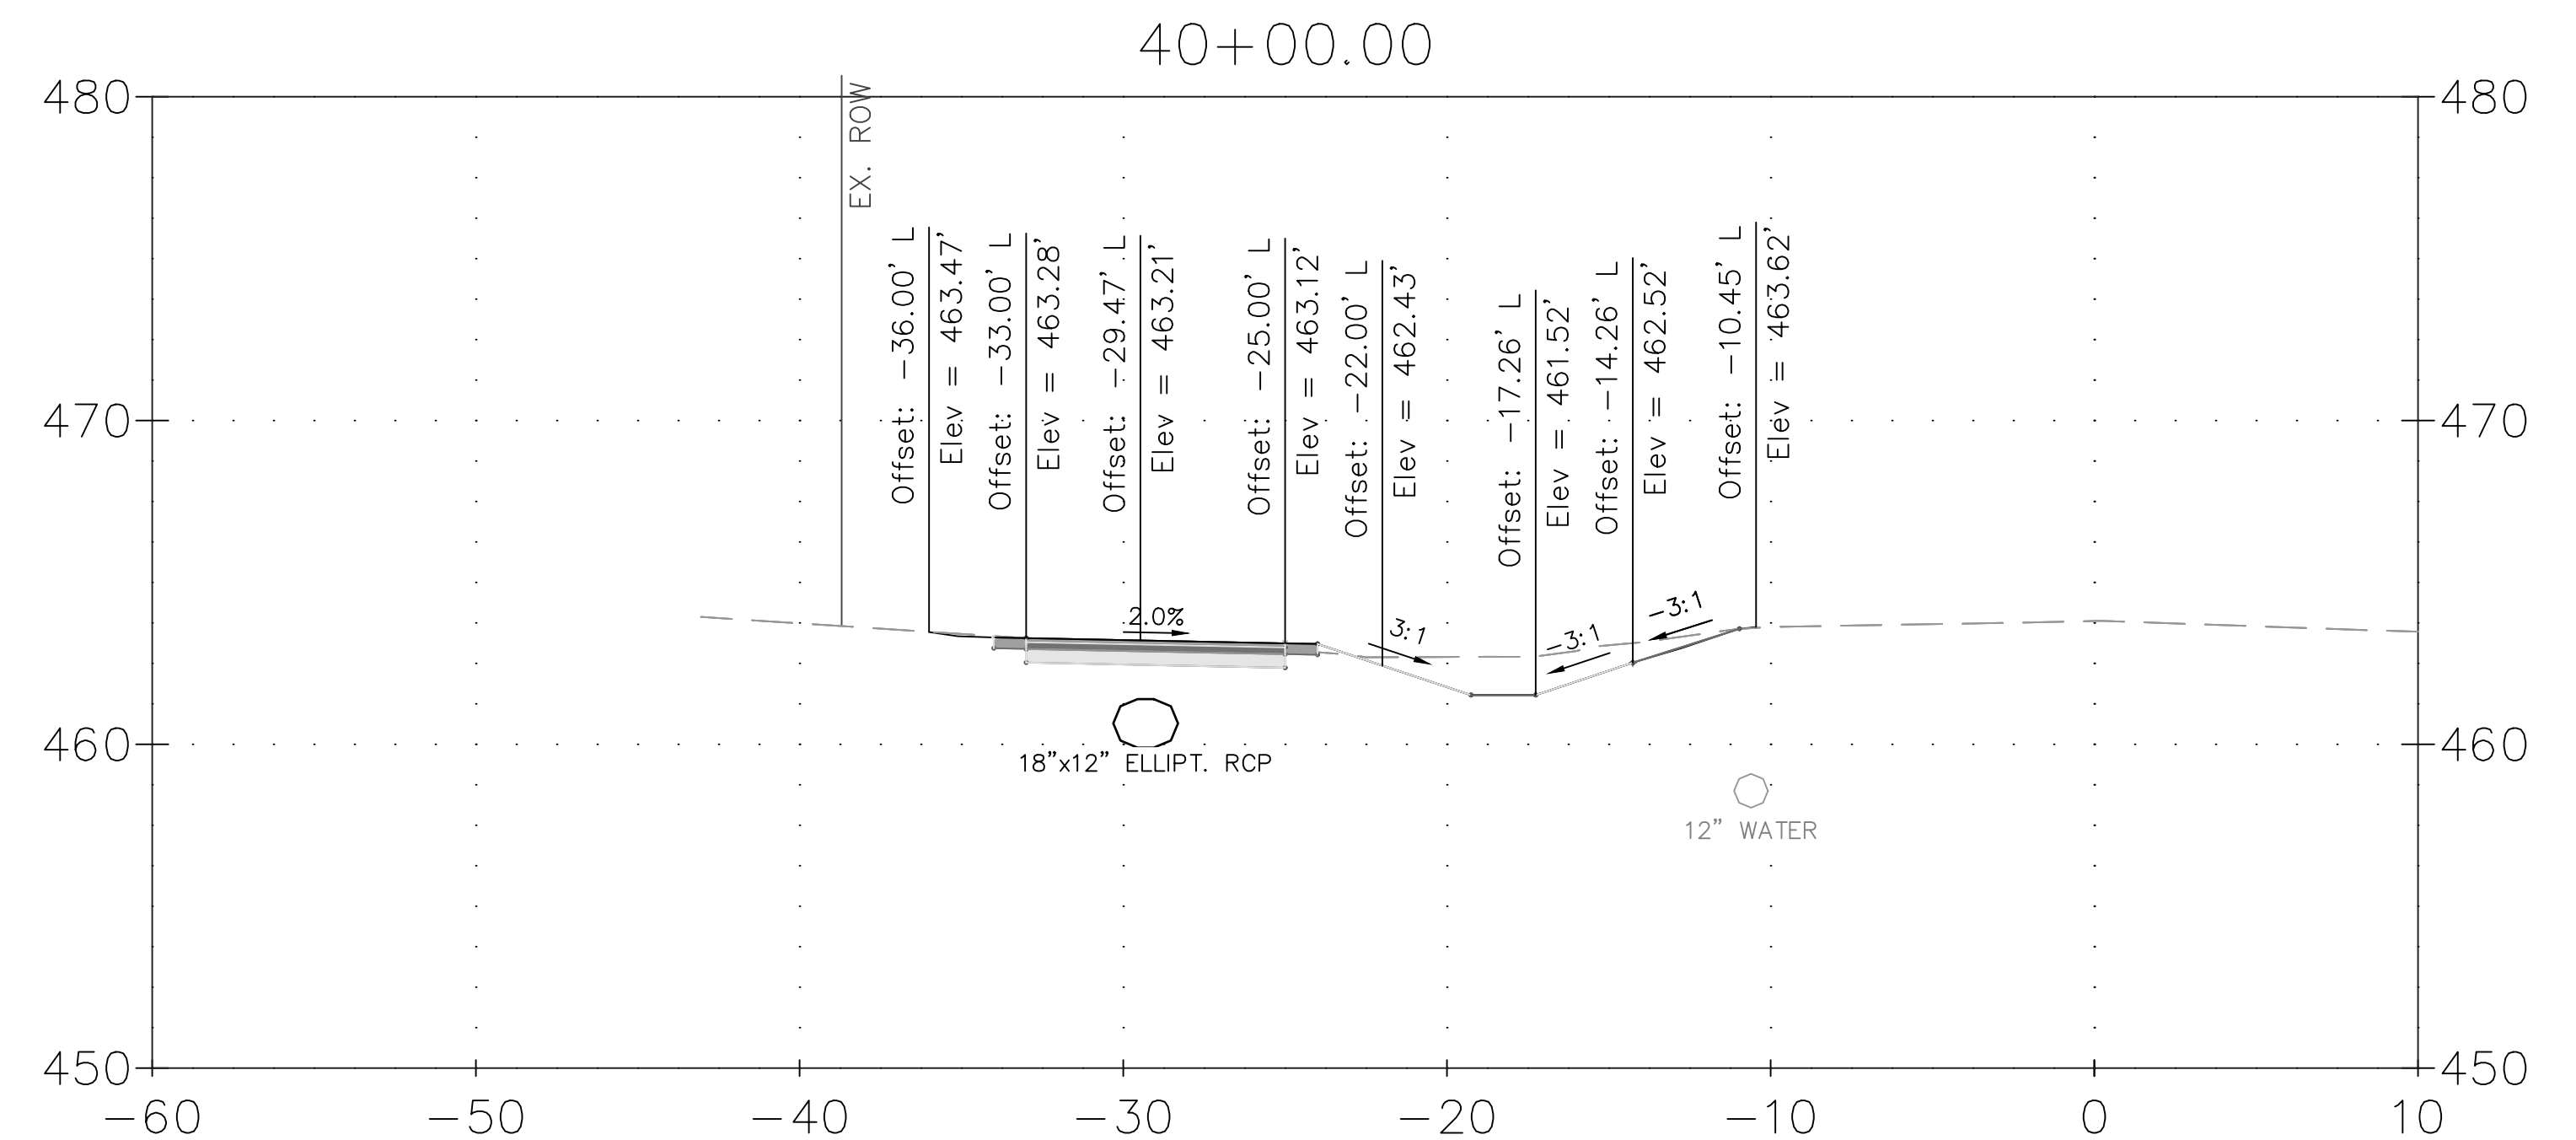 40+00.00
480
480
EX. ROW
Offset: -36.00' L
Elev = 463.47'
Offset: -33.00' L
Elev = 463.28'
Offset: -29.47' L
Elev = 463.21'
Offset: -25.00' L
Elev = 463.12'
Offset: -22.00' L
Elev = 462.43'
Offset: -17.26' L
Elev = 461.52'
Offset: -14.26' L
Elev = 462.52'
Offset: -10.45' L
Elev = 463.62'
470
470
2.0%
3:1
-3:1
-3:1
460
460
18"x12" ELLIPT. RCP
12" WATER
450
450
-60
-50
-40
-30
-20
-10
0
10